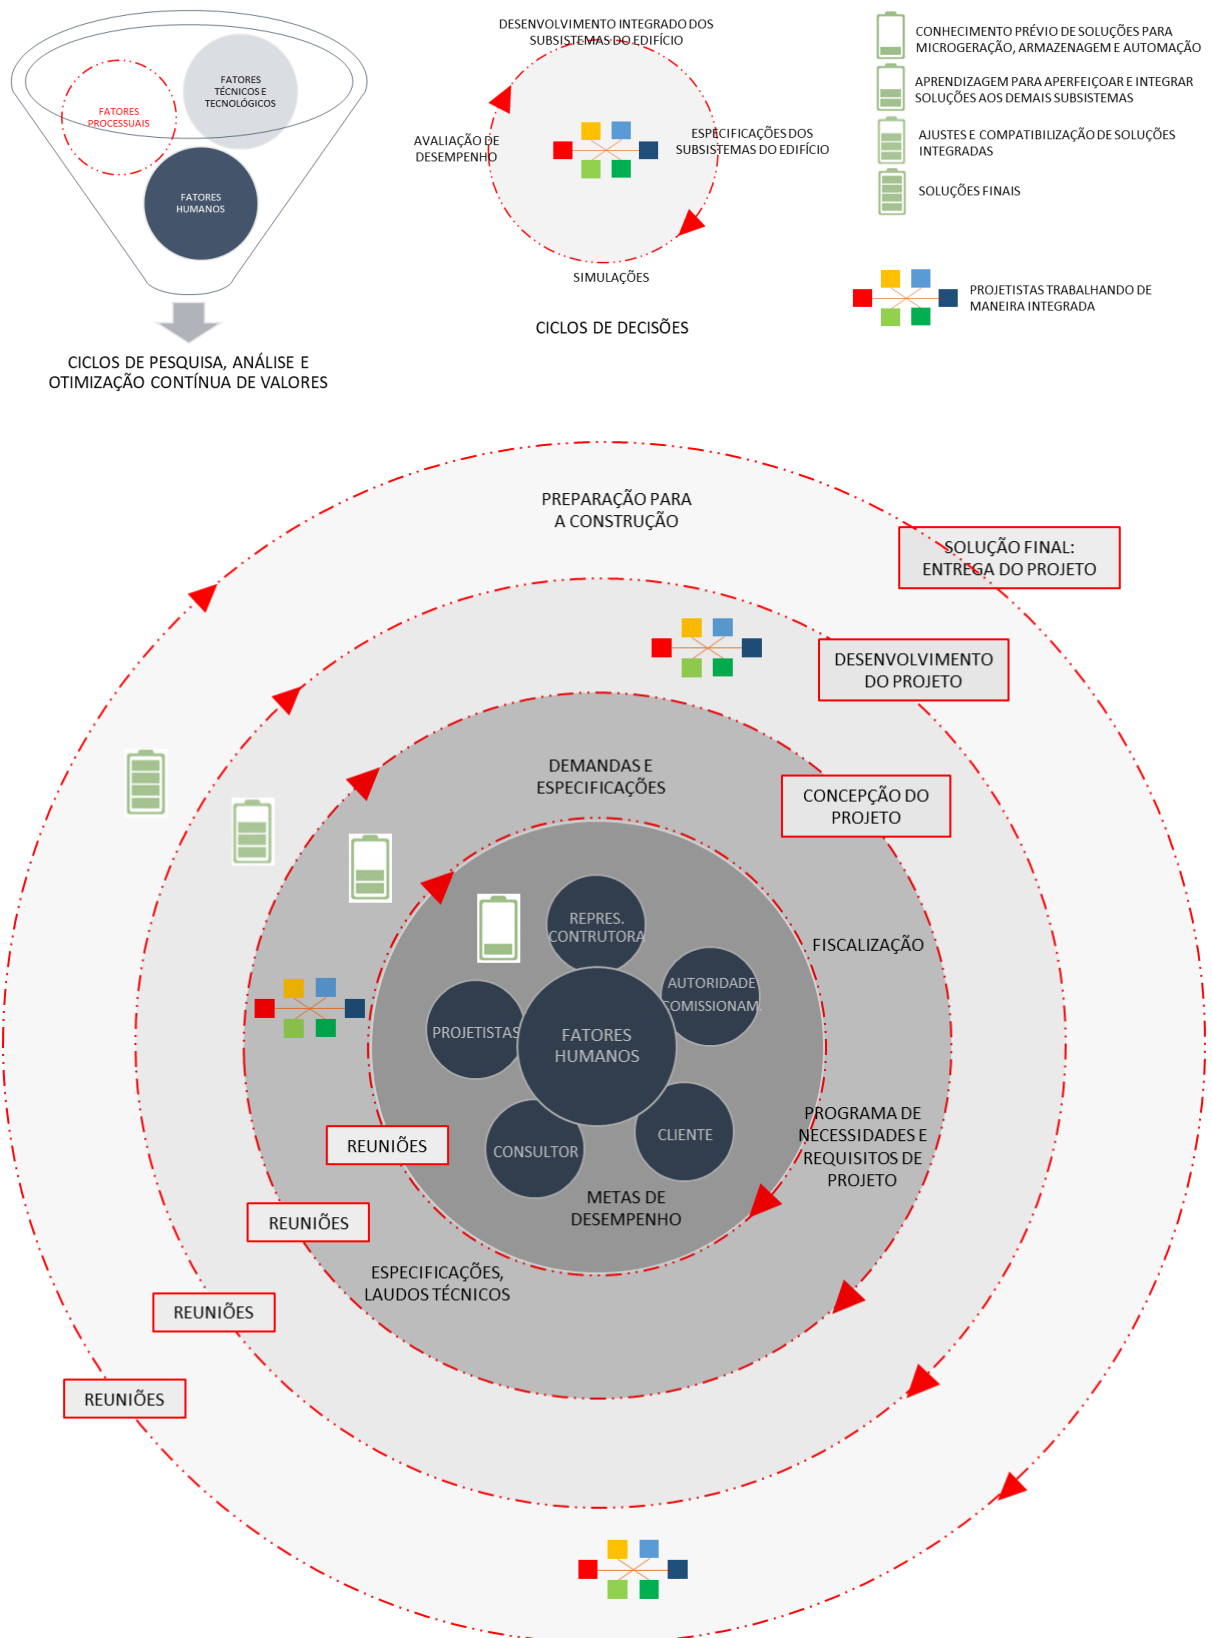 FATORES
TÉCNICOS E
TECNOLÓGICOS
FATORES
PROCESSUAIS
FATORES
HUMANOS
CICLOS DE PESQUISA, ANÁLISE E
OTIMIZAÇÃO CONTÍNUA DE VALORES
DESENVOLVIMENTO INTEGRADO DOS
SUBSISTEMAS DO EDIFÍCIO
AVALIAÇÃO DE
DESEMPENHO
ESPECIFICAÇÕES DOS
SUBSISTEMAS DO EDIFÍCIO
SIMULAÇÕES
CICLOS DE DECISÕES
CONHECIMENTO PRÉVIO DE SOLUÇÕES PARA
MICROGERAÇÃO, ARMAZENAGEM E AUTOMAÇÃO
APRENDIZAGEM PARA APERFEIÇOAR E INTEGRAR
SOLUÇÕES AOS DEMAIS SUBSISTEMAS
AJUSTES E COMPATIBILIZAÇÃO DE SOLUÇÕES
INTEGRADAS
SOLUÇÕES FINAIS
PROJETISTAS TRABALHANDO DE
MANEIRA INTEGRADA
PREPARAÇÃO PARA
A CONSTRUÇÃO
SOLUÇÃO FINAL:
ENTREGA DO PROJETO
DESENVOLVIMENTO
DO PROJETO
DEMANDAS E
ESPECIFICAÇÕES
CONCEPÇÃO DO
PROJETO
REPRES.
CONTRUTORA
FISCALIZAÇÃO
AUTORIDADE
COMISSIONAM.
PROJETISTAS
FATORES
HUMANOS
CONSULTOR
CLIENTE
PROGRAMA DE
NECESSIDADES E
REQUISITOS DE
PROJETO
METAS DE
DESEMPENHO
REUNIÕES
REUNIÕES
ESPECIFICAÇÕES,
LAUDOS TÉCNICOS
REUNIÕES
REUNIÕES